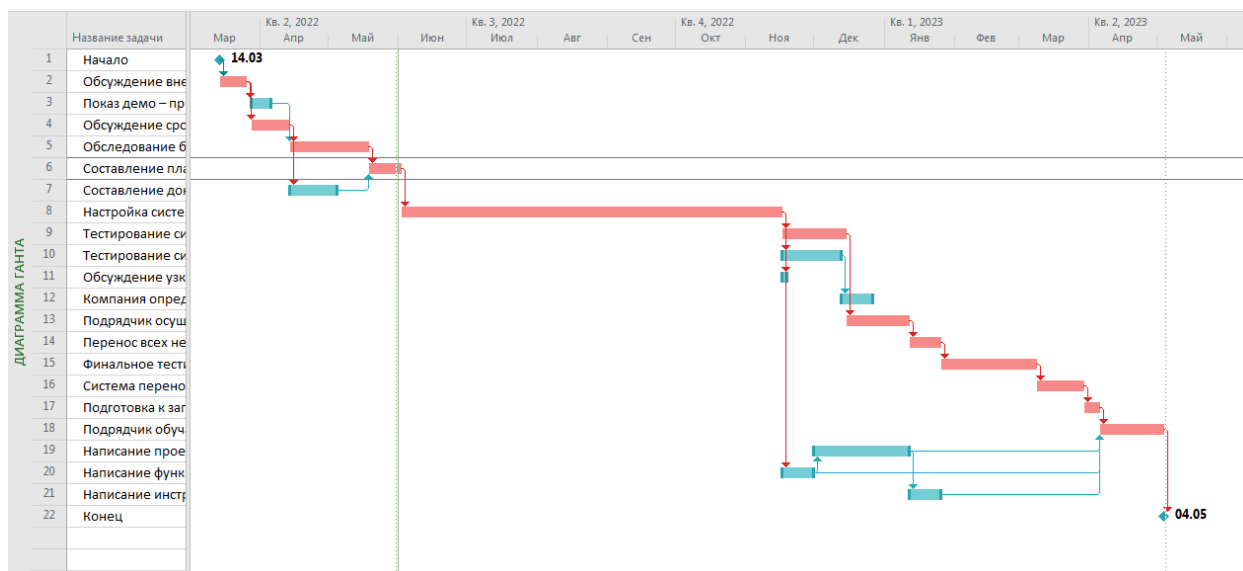 Кв. 2, 2022 Кв. 3, 2022 Кв. 4, 2022 Кв. 1, 2023 Кв. 2, 2023
Название задачи Мар Апр Май Июн Июл Авг Сен Окт Ноя Дек Янв Фев Мар Апр Май
ДИАГРАММА ГАНТА
1 Начало 14.03
2 Обсуждение вне
3 Показ демо – пр
4 Обсуждение сро
5 Обследование б
6 Составление пла
7 Составление док
8 Настройка систе
9 Тестирование си
10 Тестирование си
11 Обсуждение узк
12 Компания опред
13 Подрядчик осущ
14 Перенос всех не
15 Финальное тести
16 Система перено
17 Подготовка к зап
18 Подрядчик обуч
19 Написание прое
20 Написание функ
21 Написание инстр
22 Конец 04.05